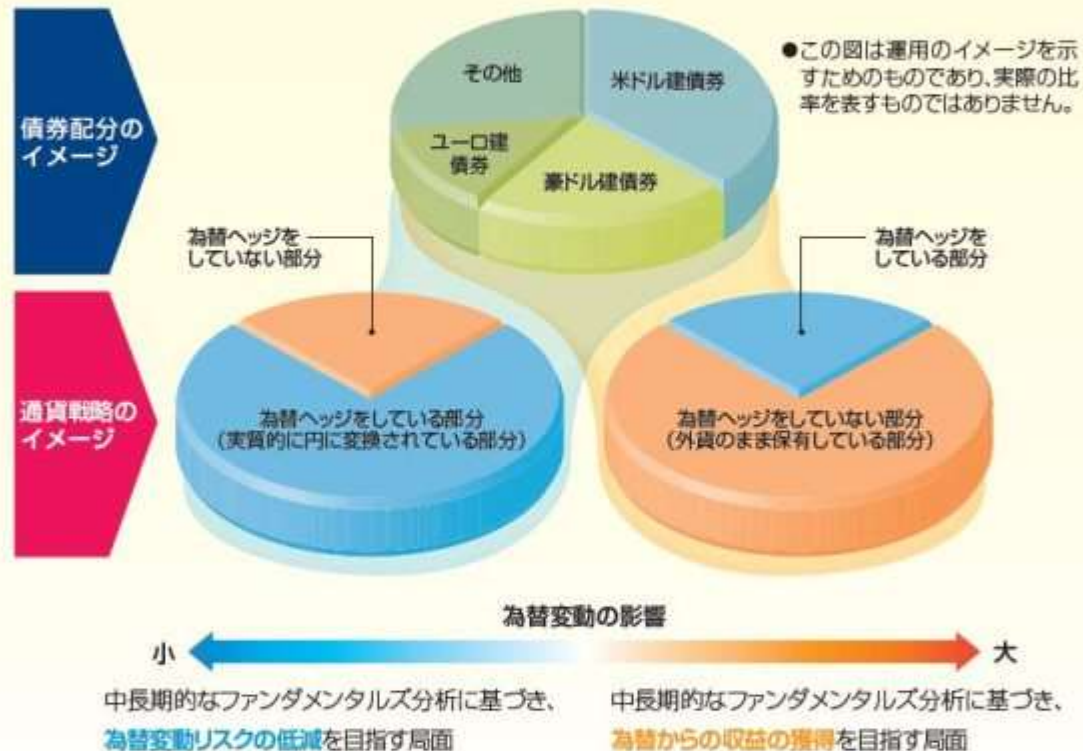 債券配分の
イメージ
その他
米ドル建債券
ユーロ建
債券
豪ドル建債券
●この図は運用のイメージを示
すためのものであり、実際の比
率を表すものではありません。
為替ヘッジを
していない部分
為替ヘッジを
している部分
通貨戦略の
イメージ
為替ヘッジをしている部分
(実質的に円に変換されている部分)
為替ヘッジをしていない部分
(外貨のまま保有している部分)
為替変動の影響
小
大
中長期的なファンダメンタルズ分析に基づき、
為替変動リスクの低減を目指す局面
中長期的なファンダメンタルズ分析に基づき、
為替からの収益の獲得を目指す局面